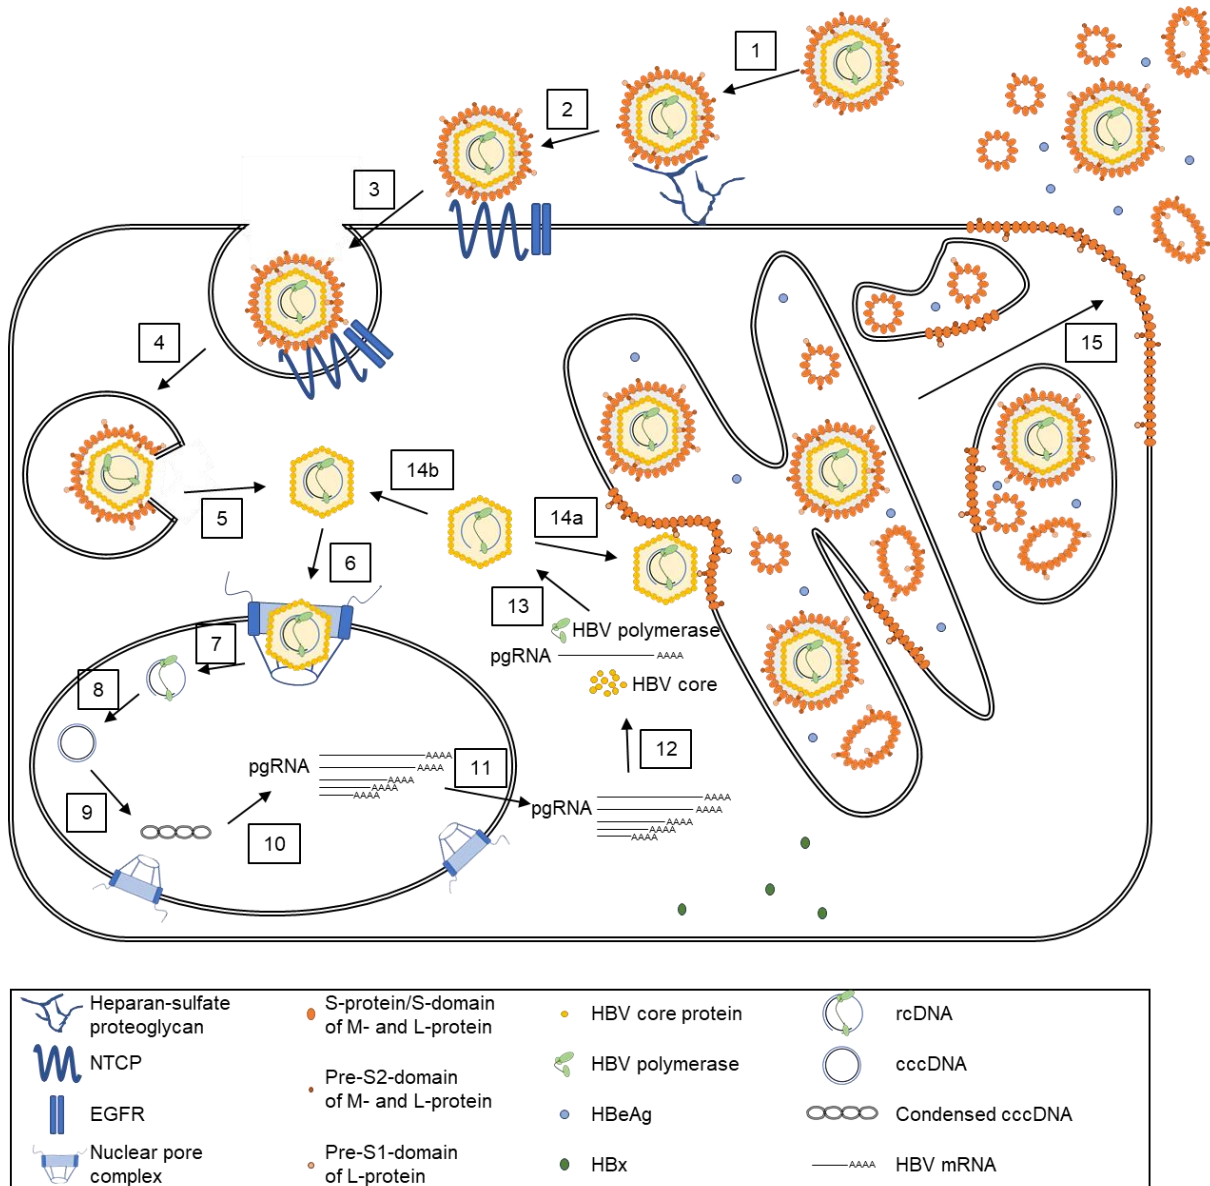 1
2
3
4
15
14b
5
14a
6
13
7
HBV polymerase
pgRNA
AAAA
8
HBV core
12
AAAA
pgRNA
AAAA
11
AAAA
AAAA
AAAA
9
10
AAAA
pgRNA
AAAA
AAAA
AAAA
AAAA
Heparan-sulfate
proteoglycan
NTCP
EGFR
Nuclear pore
complex
S-protein/S-domain
of M- and L-protein
Pre-S2-domain
of M- and L-protein
Pre-S1-domain
of L-protein
HBV core protein
HBV polymerase
HBeAg
HBx
rcDNA
cccDNA
Condensed cccDNA
AAAA
HBV mRNA